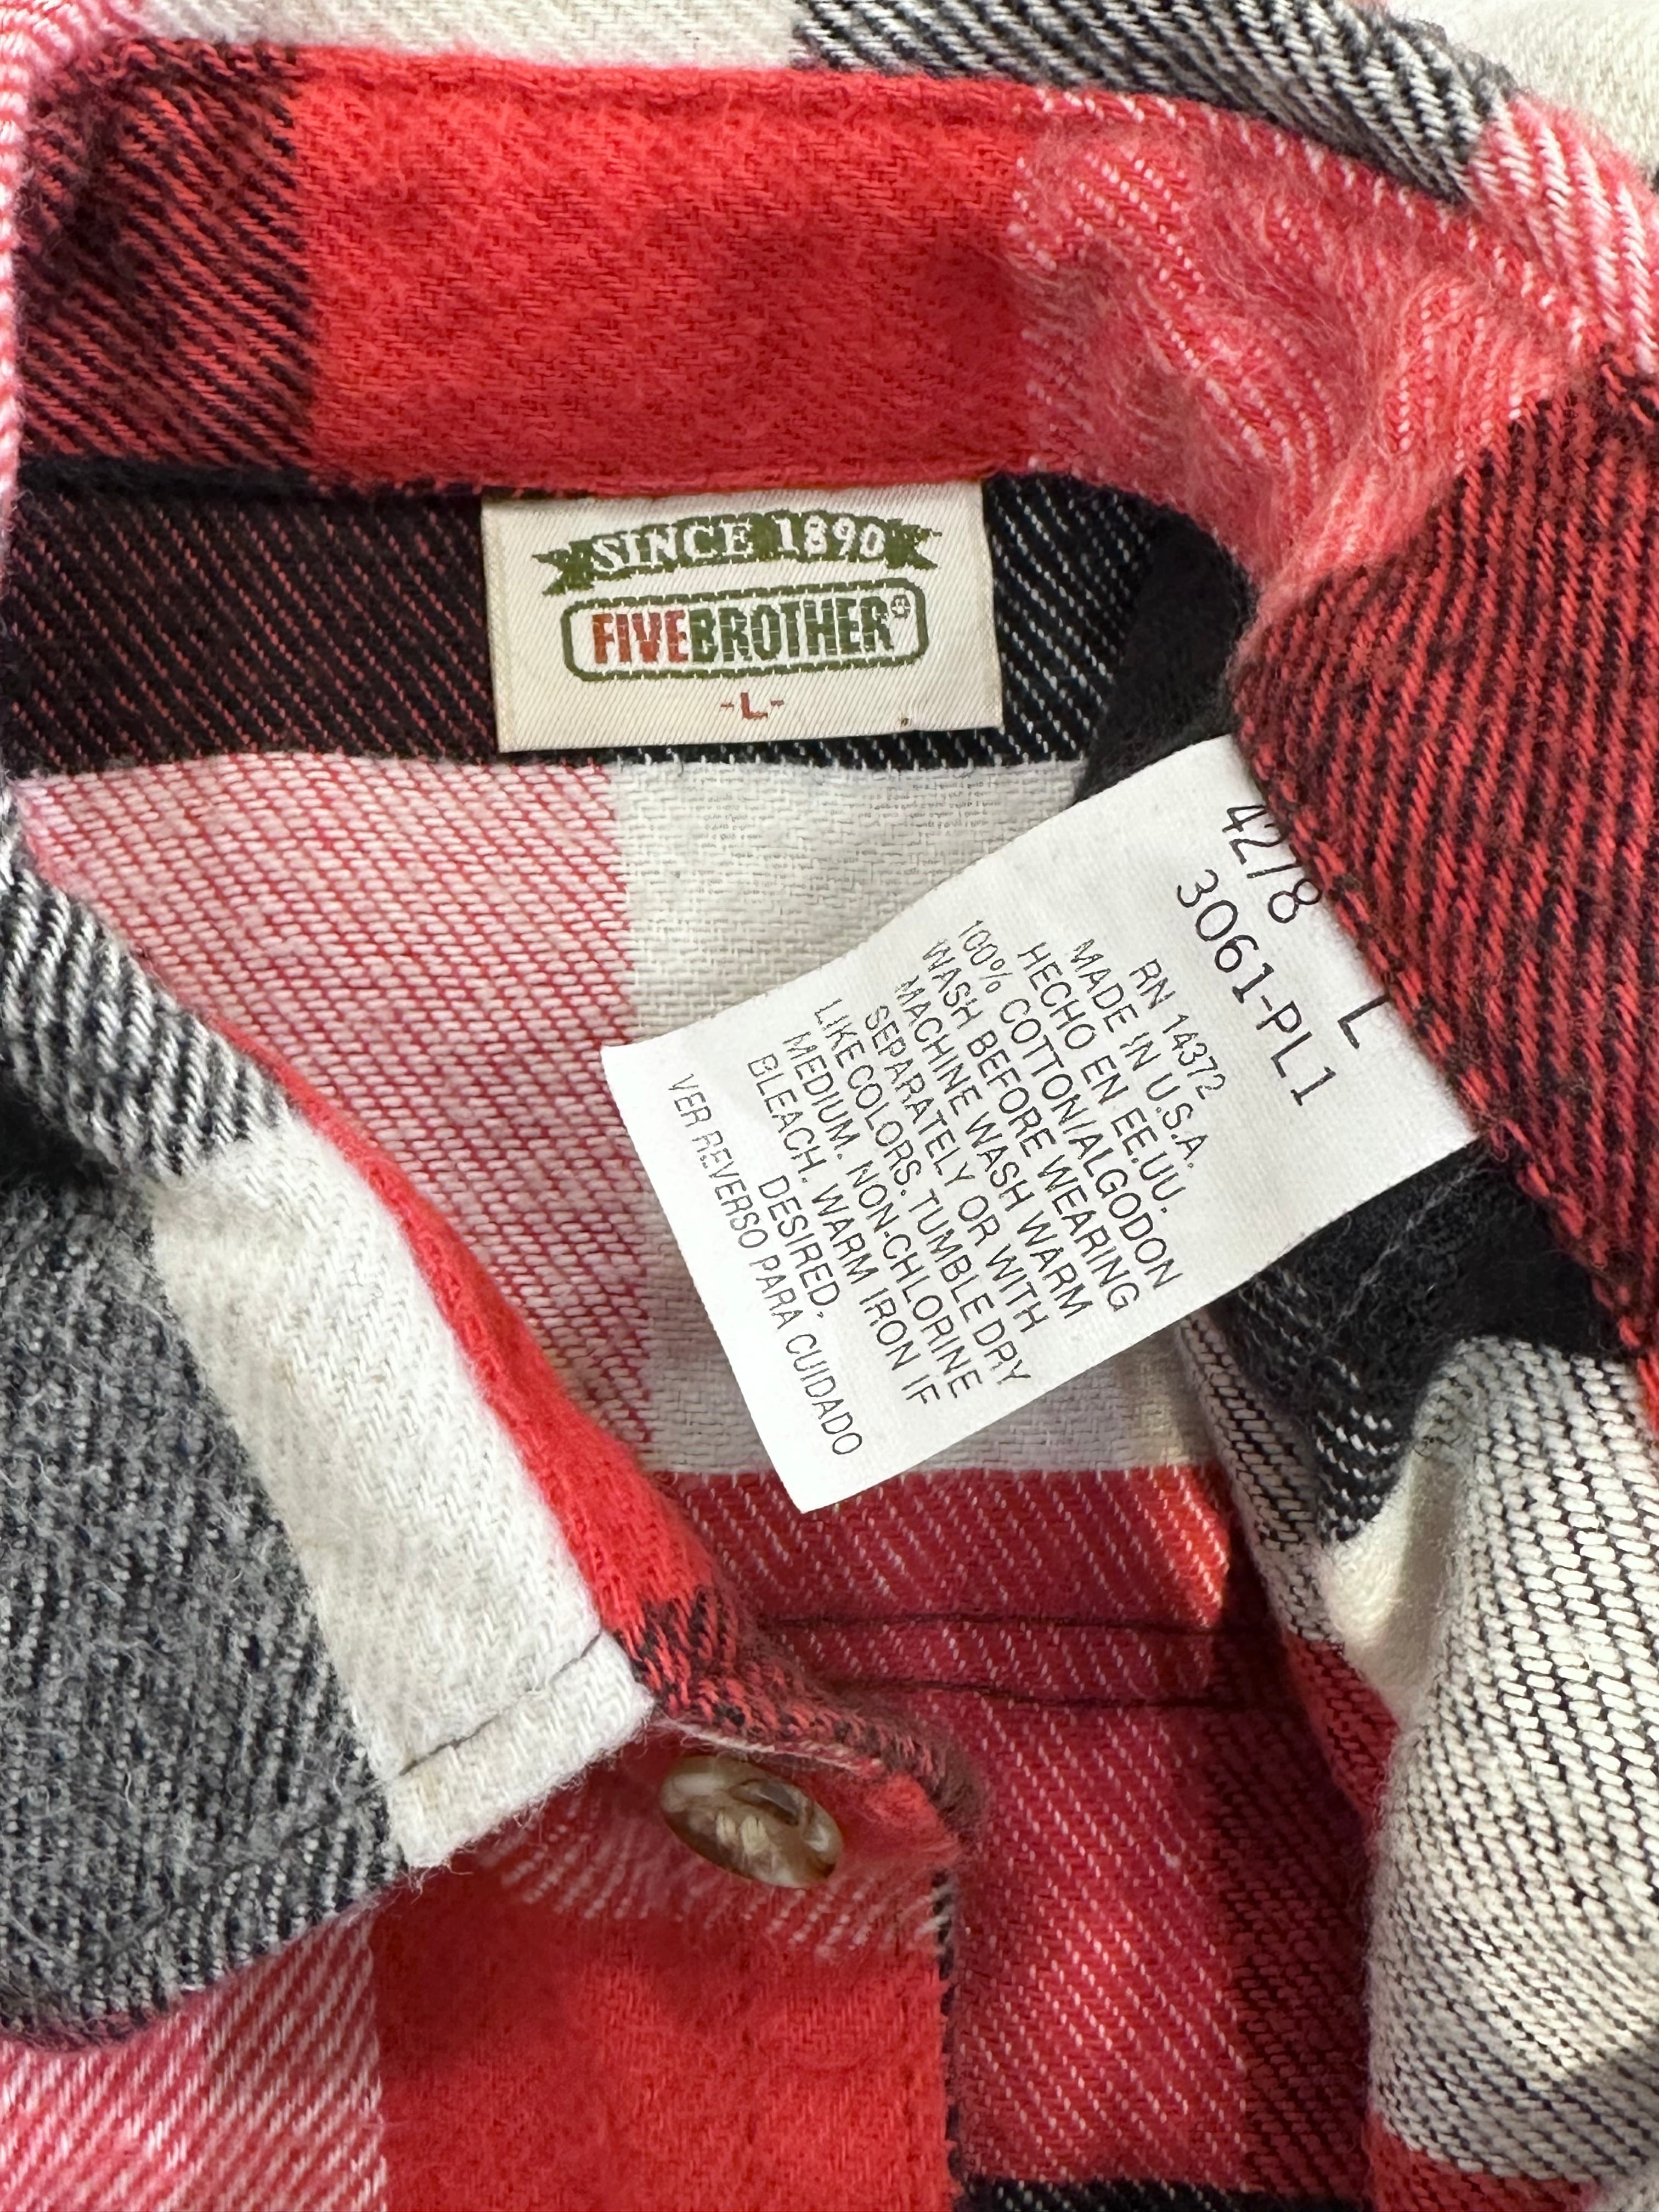 SINCE 1890
FIVEBROTHER®
-L-
4278 L
3061-PL1
RN 14372
MADE IN U.S.A.
HECHO EN EE.UU.
100% COTTON/ALGODON
WASH BEFORE WEARING
MACHINE WASH WARM
SEPARATELY OR WITH
LIKE COLORS. TUMBLE DRY
MEDIUM. NON-CHLORINE
BLEACH. WARM IRON IF
DESIRED.
VER REVERSO PARA CUIDADO